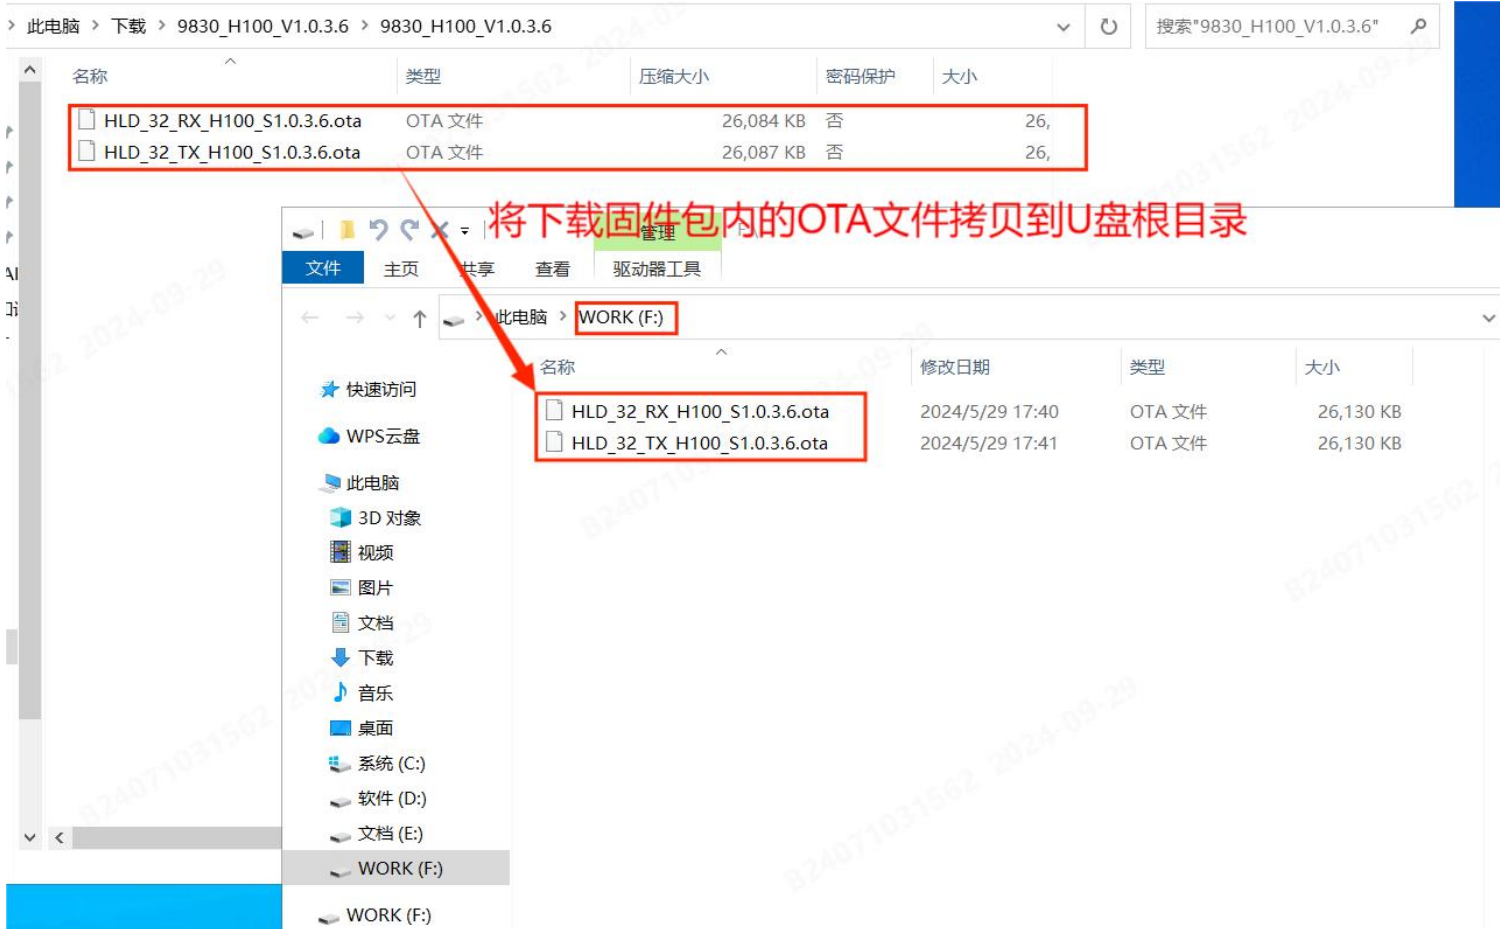 此电脑 > 下载 > 9830_H100_V1.0.3.6 > 9830_H100_V1.0.3.6
搜索"9830_H100_V1.0.3.6"
名称 类型 压缩大小 密码保护 大小
HLD_32_RX_H100_S1.0.3.6.ota OTA 文件 26,084 KB 否 26,
HLD_32_TX_H100_S1.0.3.6.ota OTA 文件 26,087 KB 否 26,
将下载固件包内的OTA文件拷贝到U盘根目录
管理
文件 主页 共享 查看 驱动器工具
此电脑 > WORK (F:)
名称 修改日期 类型 大小
HLD_32_RX_H100_S1.0.3.6.ota 2024/5/29 17:40 OTA 文件 26,130 KB
HLD_32_TX_H100_S1.0.3.6.ota 2024/5/29 17:41 OTA 文件 26,130 KB
快速访问
WPS云盘
此电脑
3D 对象
视频
图片
文档
下载
音乐
桌面
系统 (C:)
软件 (D:)
文档 (E:)
WORK (F:)
WORK (F:)
B24071031562 2024-09-29